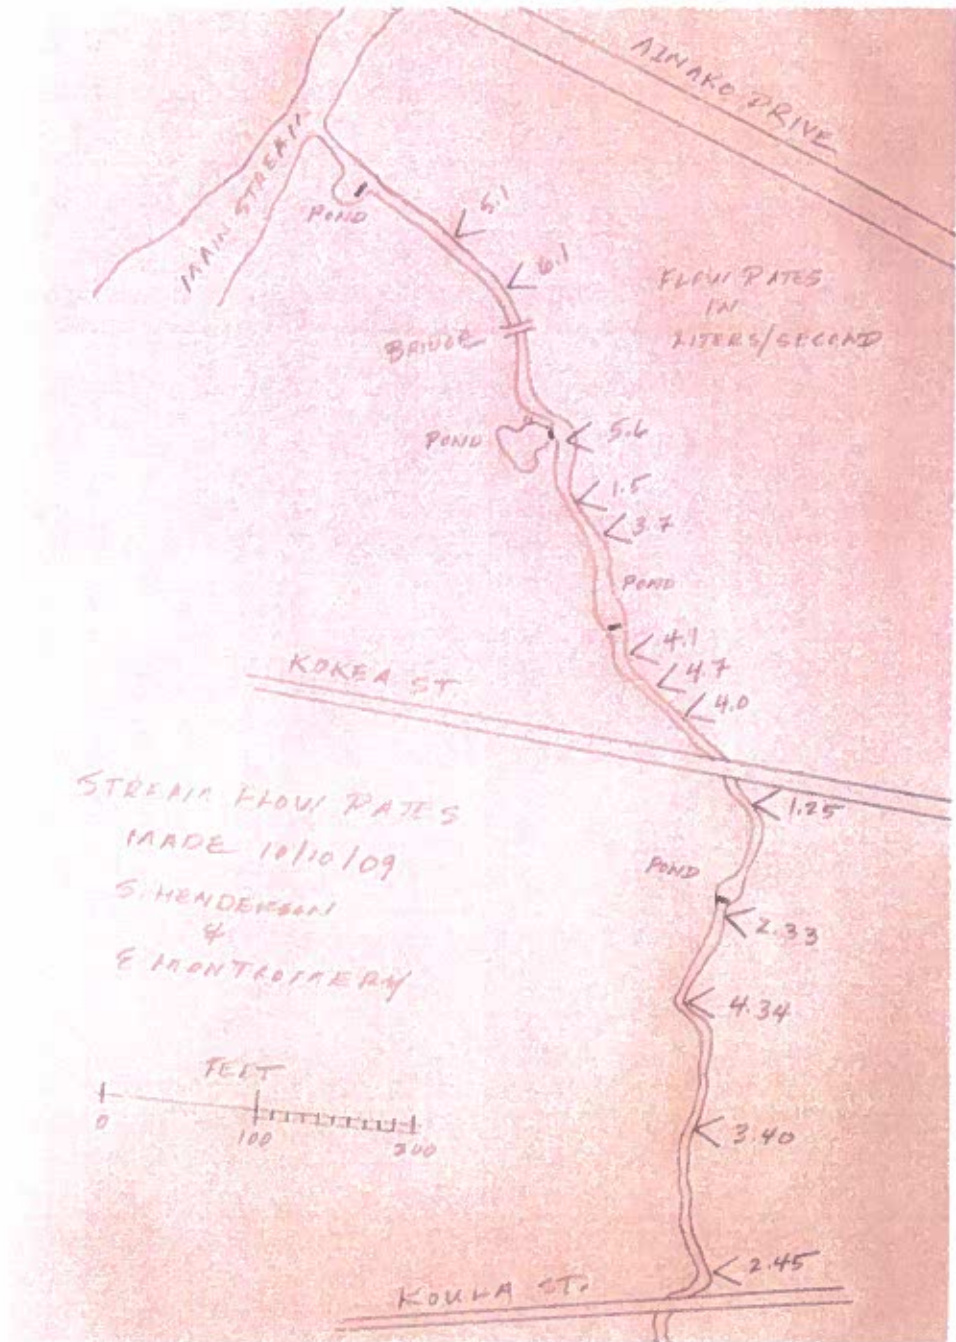 AINAKO DRIVE
MAIN STREAM
POND
5.1
6.1
FLOW RATES
IN
LITERS/SECOND
BRIDGE
POND
5.6
1.5
3.7
POND
4.1
4.7
4.0
KOKEA ST.
STREAM FLOW RATES
MADE 10/10/09
S. HENDERSON
&
E MONTGOMERY
1.25
POND
2.33
4.34
FEET
0
100
200
3.40
2.45
KOULA ST.